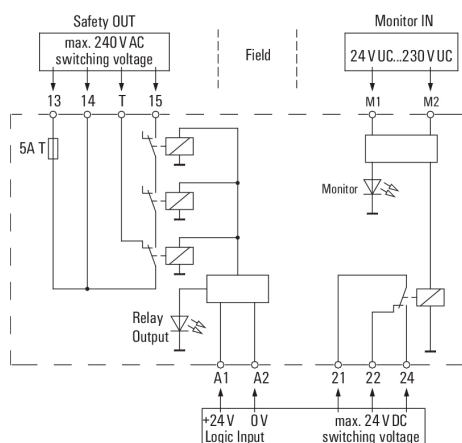 Safety OUT
Monitor IN
max. 240 V AC
switching voltage
Field
24 V UC...230 V UC
13 14 T 15
M1 M2
5A T
Monitor
Relay
Output
A1 A2 21 22 24
+24 V 0 V
Logic Input
max. 24 V DC
switching voltage